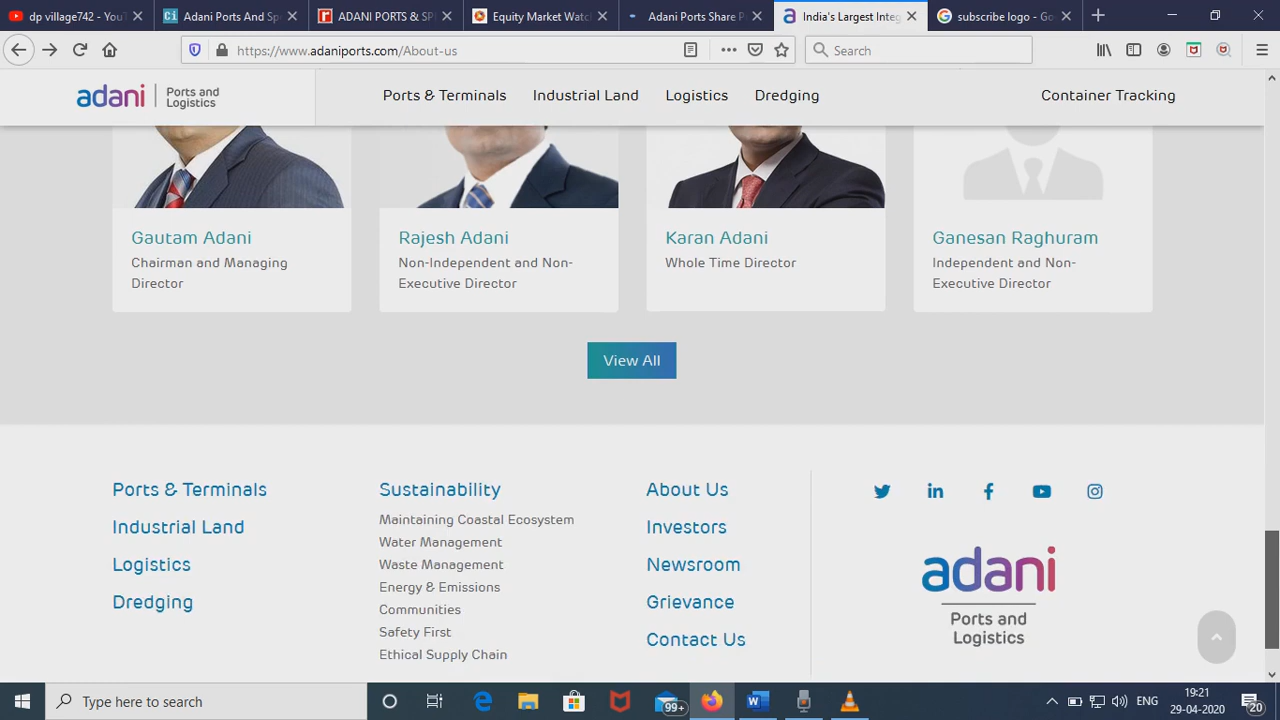 dp village742 - YouT
Adani Ports And Sp
ADANI PORTS & SP
Equity Market Watc
Adani Ports Share P
India's Largest Integ
subscribe logo - Go
https://www.adaniports.com/About-us
Search
adani Ports and Logistics
Ports & Terminals
Industrial Land
Logistics
Dredging
Container Tracking
Gautam Adani
Chairman and Managing
Director
Rajesh Adani
Non-Independent and Non-
Executive Director
Karan Adani
Whole Time Director
Ganesan Raghuram
Independent and Non-
Executive Director
View All
Ports & Terminals
Industrial Land
Logistics
Dredging
Sustainability
Maintaining Coastal Ecosystem
Water Management
Waste Management
Energy & Emissions
Communities
Safety First
Ethical Supply Chain
About Us
Investors
Newsroom
Grievance
Contact Us
adani
Ports and
Logistics
Type here to search
99+
ENG
19:21
29-04-2020
20